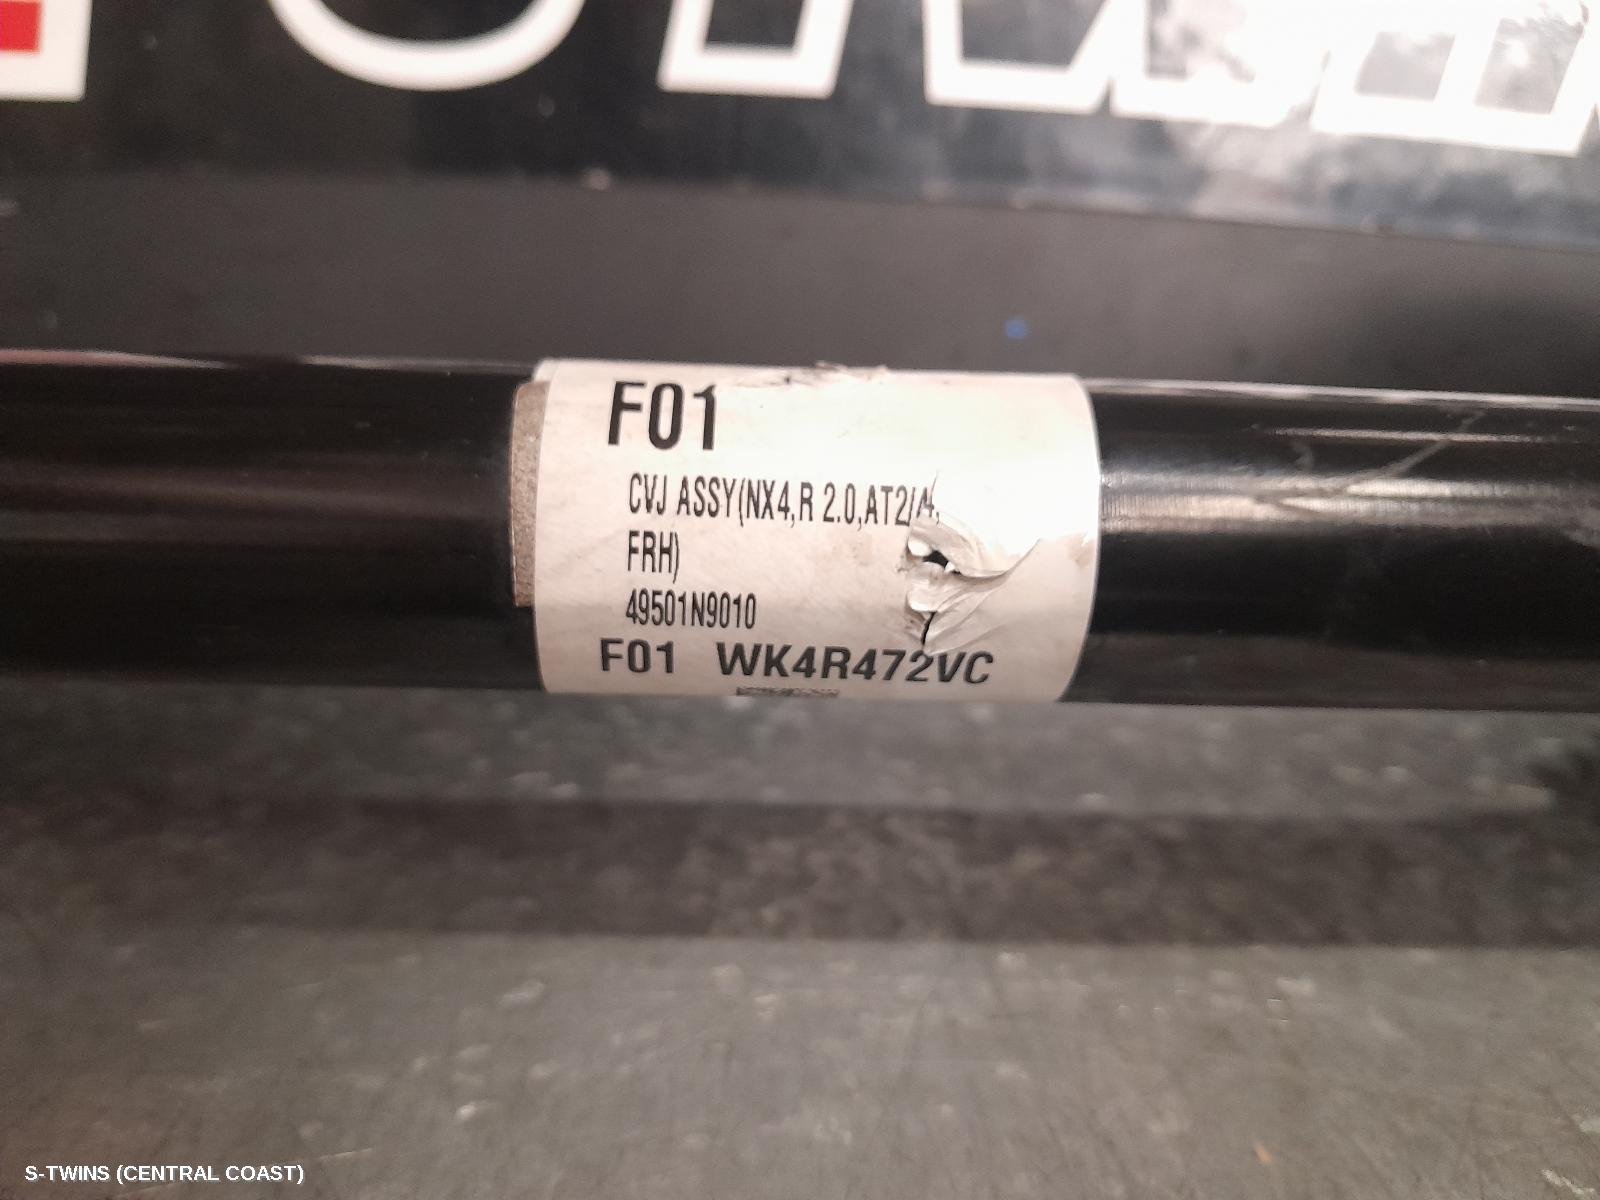 F01
CVJ ASSY(NX4,R 2.0,AT2/4,
FRH)
49501N9010
F01 WK4R472VC
S-TWINS (CENTRAL COAST)